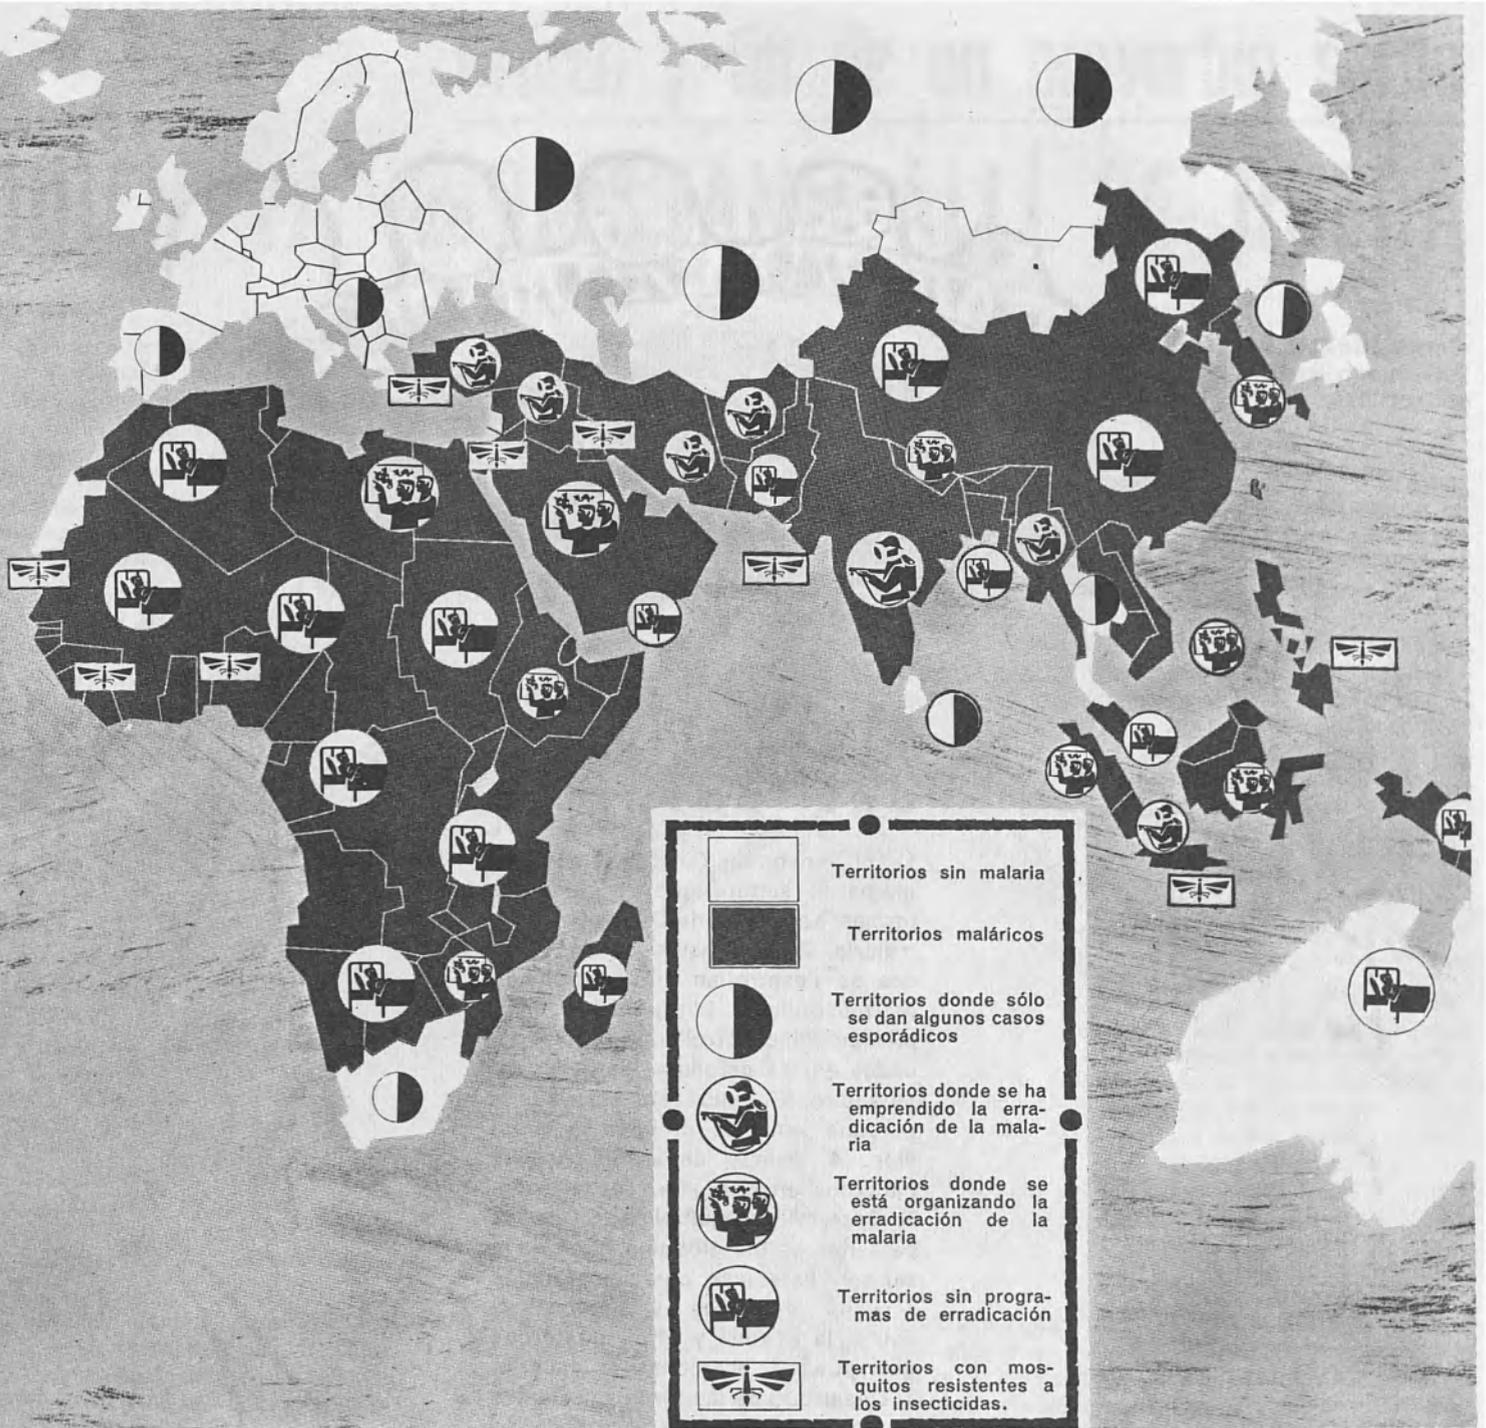 Territorios sin malaria
Territorios maláricos
Territorios donde sólo
se dan algunos casos
esporádicos
Territorios donde se ha
emprendido la erra-
dicación de la mala-
ria
Territorios donde se
está organizando la
erradicación de la
malaria
Territorios sin progra-
mas de erradicación
Territorios con mos-
quitos resistentes a
los insecticidas.